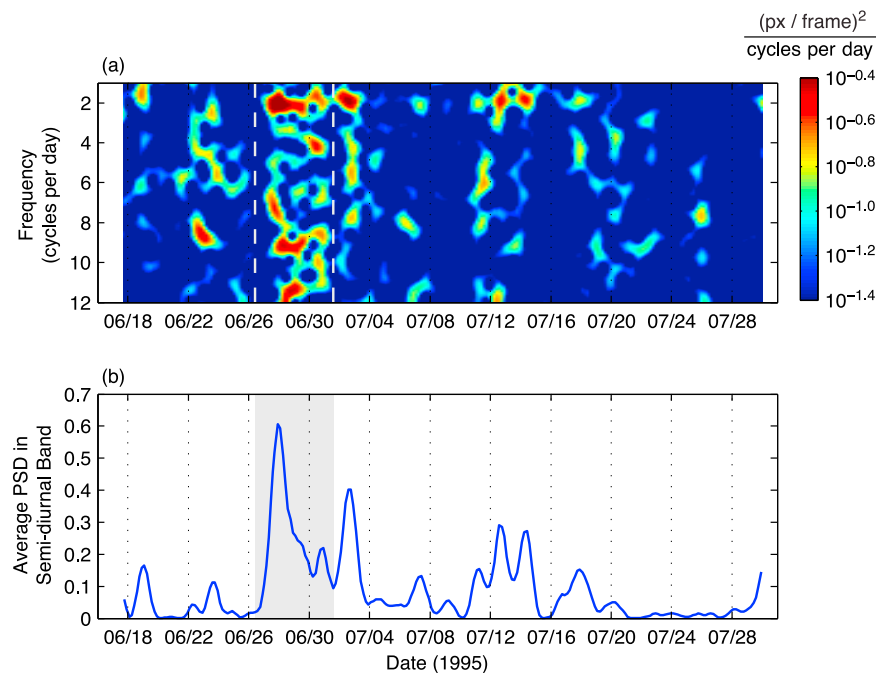 (px / frame)²
cycles per day
(a)
Frequency
(cycles per day)
2
4
6
8
10
12
10^−0.4
10^−0.6
10^−0.8
10^−1.0
10^−1.2
10^−1.4
06/18 06/22 06/26 06/30 07/04 07/08 07/12 07/16 07/20 07/24 07/28
(b)
Average PSD in
Semi-diurnal Band
0.7
0.6
0.5
0.4
0.3
0.2
0.1
0
06/18 06/22 06/26 06/30 07/04 07/08 07/12 07/16 07/20 07/24 07/28
Date (1995)